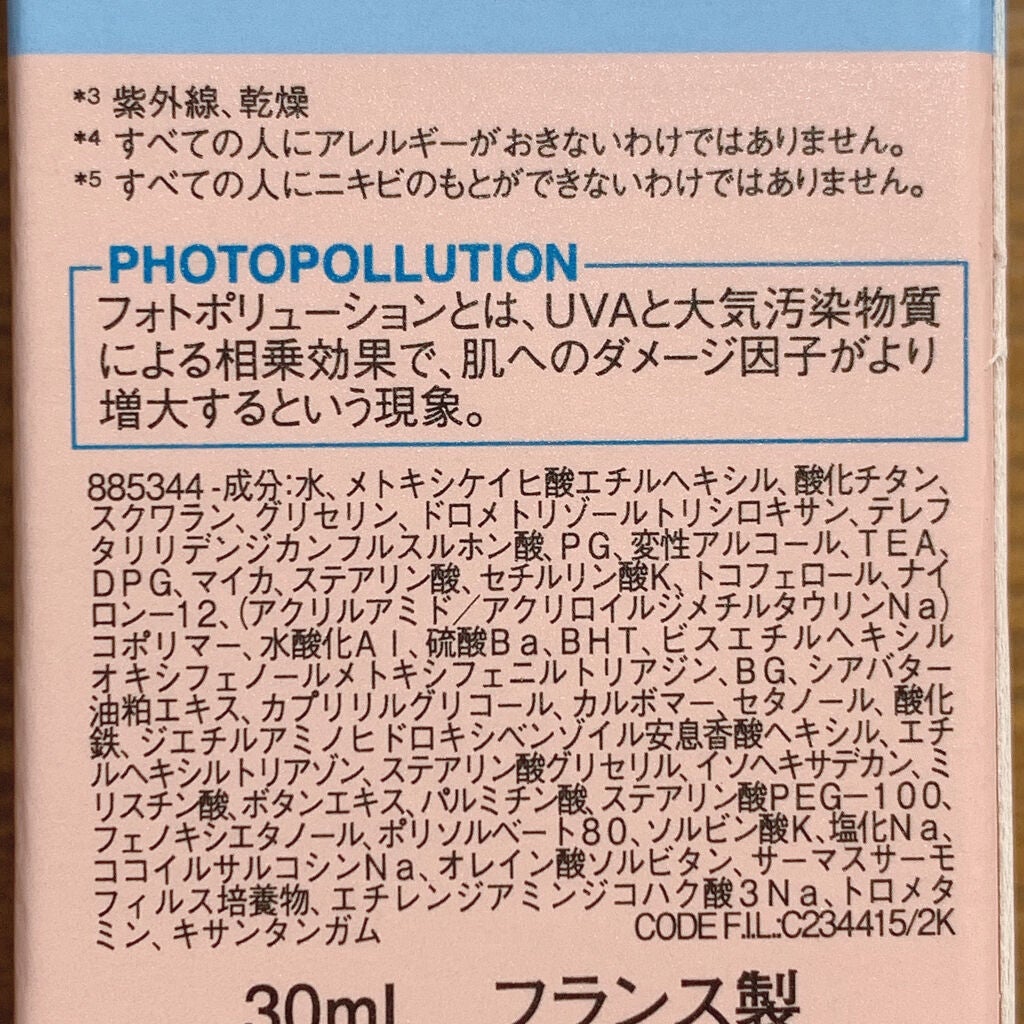 *3 紫外線、乾燥
*4 すべての人にアレルギーがおきないわけではありません。
*5 すべての人にニキビのもとができないわけではありません。
PHOTOPOLLUTION
フォトポリューションとは、UVAと大気汚染物質
による相乗効果で、肌へのダメージ因子がより
増大するという現象。
885344 -成分:水、メトキシケイヒ酸エチルヘキシル、酸化チタン、
スクワラン、グリセリン、ドロメトリゾールトリシロキサン、テレフ
タリリデンジカンフルスルホン酸、PG、変性アルコール、TEA、
DPG、マイカ、ステアリン酸、セチルリン酸K、トコフェロール、ナイ
ロン−12、(アクリルアミド/アクリロイルジメチルタウリンNa)
コポリマー、水酸化Al、硫酸Ba、BHT、ビスエチルヘキシル
オキシフェノールメトキシフェニルトリアジン、BG、シアバター
油粕エキス、カプリリルグリコール、カルボマー、セタノール、酸化
鉄、ジエチルアミノヒドロキシベンゾイル安息香酸ヘキシル、エチ
ルヘキシルトリアゾン、ステアリン酸グリセリル、イソヘキサデカン、ミ
リスチン酸、ボタンエキス、パルミチン酸、ステアリン酸PEG−100、
フェノキシエタノール、ポリソルベート80、ソルビン酸K、塩化Na、
ココイルサルコシンNa、オレイン酸ソルビタン、サーマスサーモ
フィルス培養物、エチレンジアミンジコハク酸3Na、トロメタ
ミン、キサンタンガム CODE F.I.L.:C234415/2K
30ml フランス製